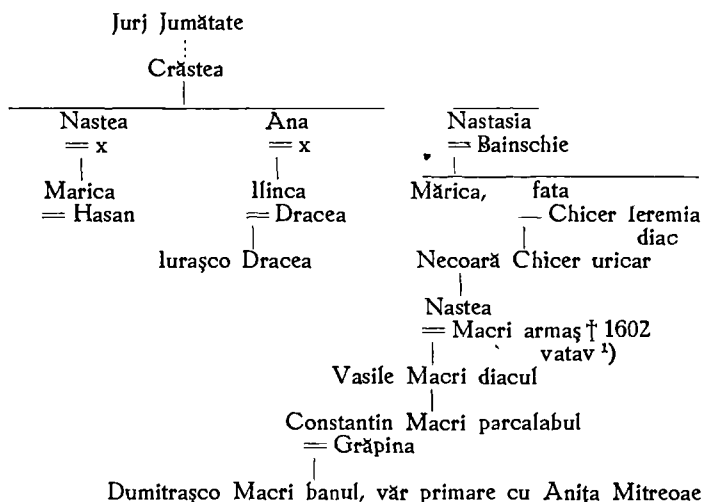 Jurj Jumătate
Crăstea
Nastea Ana Nastasia
= x = x = Bainschie
Marica Ilinca Mărica, fata
= Hasan = Dracea — Chicer Ieremia
diac
Iurașco Dracea Necoară Chicer uricar
Nastea
= Macri armaș † 1602
vatav ¹)
Vasile Macri diacul
Constantin Macri parcalabul
= Grăpina
Dumitrașco Macri banul, văr primare cu Anița Mitreoae